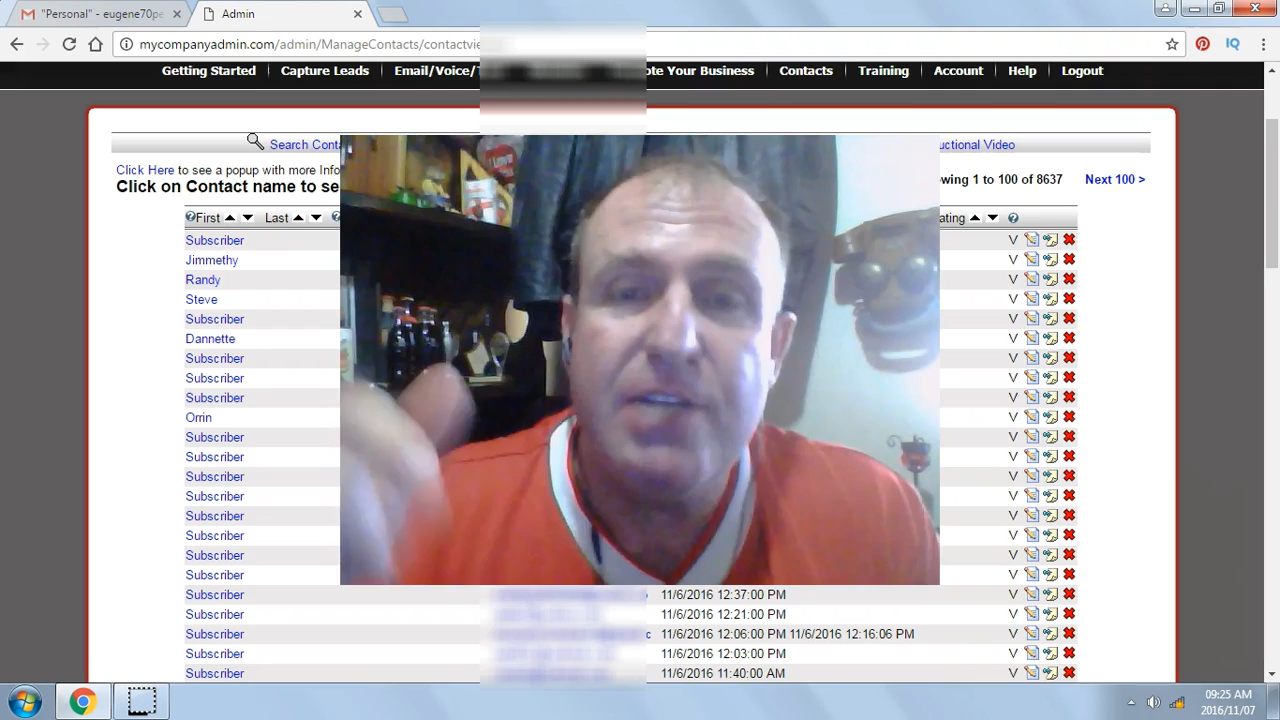 "Personal" - eugene70pe
Admin
mycompanyadmin.com/admin/ManageContacts/contactvie
Getting Started
Capture Leads
Email/Voice/
ote Your Business
Contacts
Training
Account
Help
Logout
Search Conta
uctional Video
Click Here to see a popup with more Info
Click on Contact name to se
owing 1 to 100 of 8637
Next 100 >
First
Last
ating
Subscriber V
Jimmethy V
Randy V
Steve V
Subscriber V
Dannette V
Subscriber V
Subscriber V
Subscriber V
Orrin V
Subscriber V
Subscriber V
Subscriber V
Subscriber V
Subscriber V
Subscriber V
Subscriber V
Subscriber V
Subscriber 11/6/2016 12:37:00 PM V
Subscriber 11/6/2016 12:21:00 PM V
Subscriber 11/6/2016 12:06:00 PM 11/6/2016 12:16:06 PM V
Subscriber 11/6/2016 12:03:00 PM V
Subscriber 11/6/2016 11:40:00 AM V
09:25 AM
2016/11/07